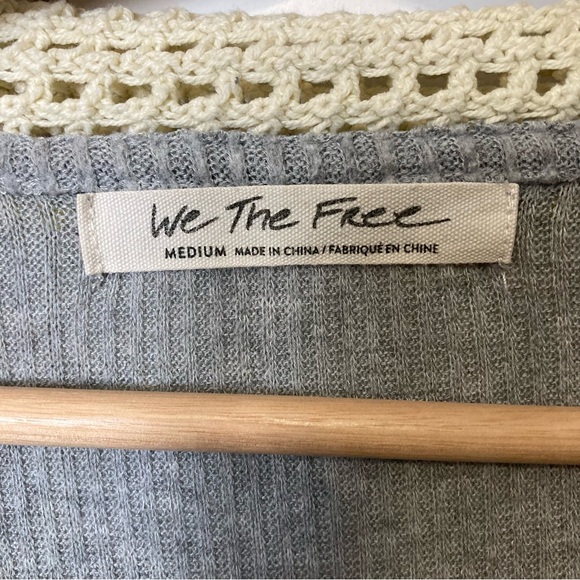 We The Free
MEDIUM MADE IN CHINA / FABRIQUÉ EN CHINE